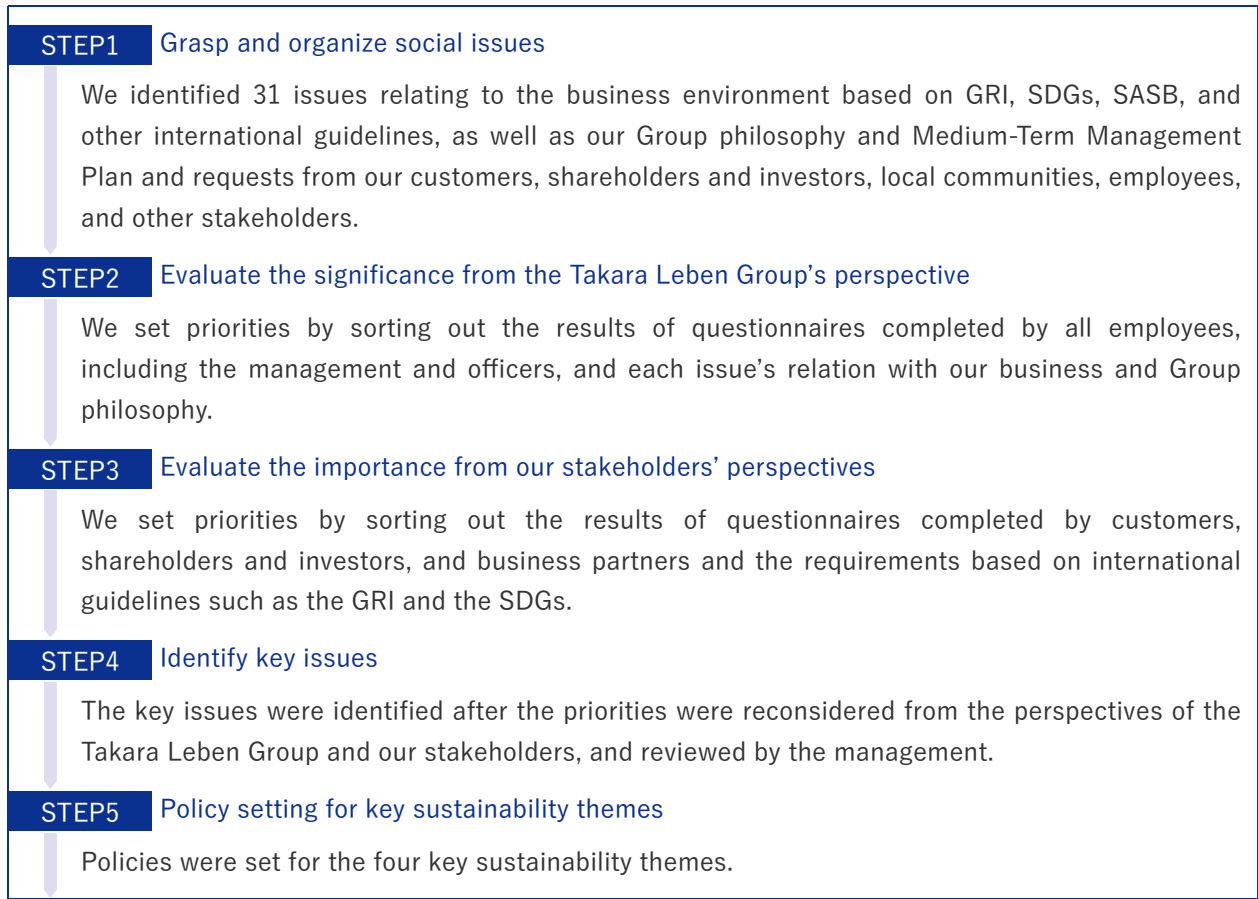 STEP1 Grasp and organize social issues
We identified 31 issues relating to the business environment based on GRI, SDGs, SASB, and
other international guidelines, as well as our Group philosophy and Medium-Term Management
Plan and requests from our customers, shareholders and investors, local communities, employees,
and other stakeholders.
STEP2 Evaluate the significance from the Takara Leben Group’s perspective
We set priorities by sorting out the results of questionnaires completed by all employees,
including the management and officers, and each issue’s relation with our business and Group
philosophy.
STEP3 Evaluate the importance from our stakeholders’ perspectives
We set priorities by sorting out the results of questionnaires completed by customers,
shareholders and investors, and business partners and the requirements based on international
guidelines such as the GRI and the SDGs.
STEP4 Identify key issues
The key issues were identified after the priorities were reconsidered from the perspectives of the
Takara Leben Group and our stakeholders, and reviewed by the management.
STEP5 Policy setting for key sustainability themes
Policies were set for the four key sustainability themes.